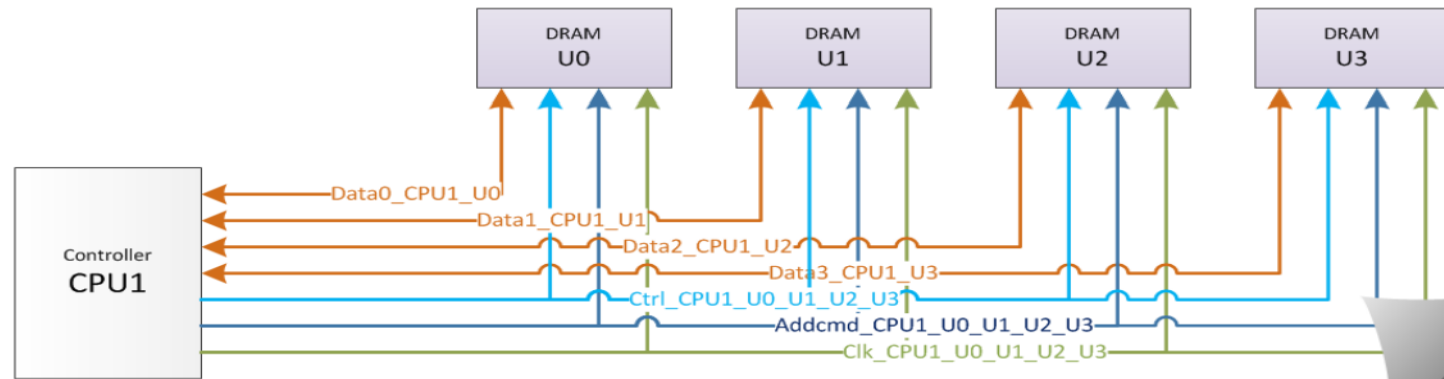 DRAM
U0
DRAM
U1
DRAM
U2
DRAM
U3
Data0_CPU1_U0
Data1_CPU1_U1
Data2_CPU1_U2
Data3_CPU1_U3
Controller
CPU1
Ctrl_CPU1_U0_U1_U2_U3
Addcmd_CPU1_U0_U1_U2_U3
Clk_CPU1_U0_U1_U2_U3